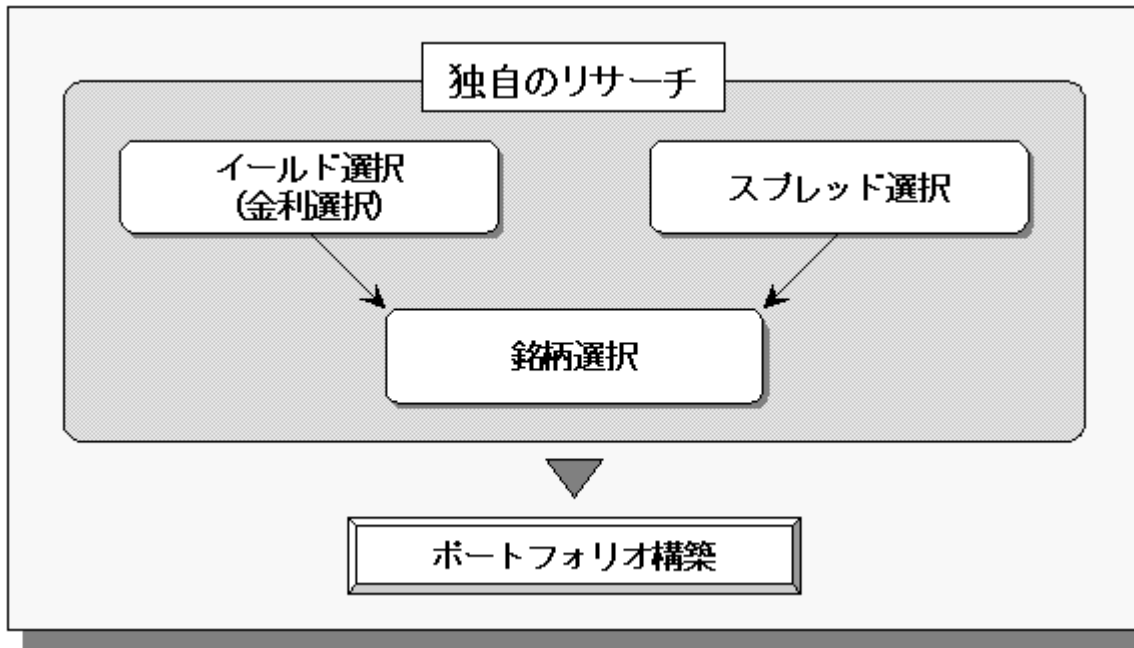 独自のリサーチ
イールド選択
(金利選択)
スプレッド選択
銘柄選択
ポートフォリオ構築